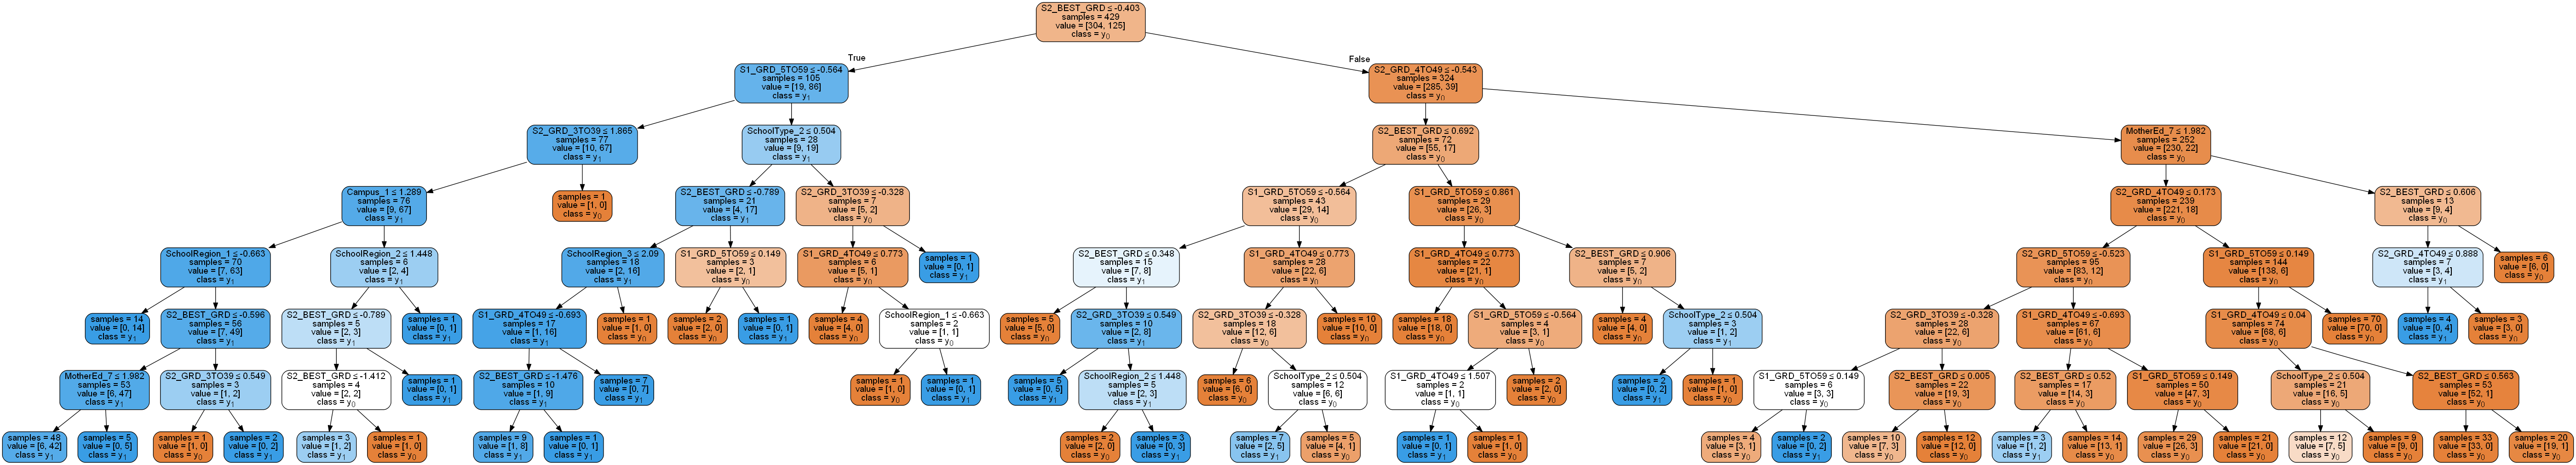 S2_BEST_GRD ≤ -0.403
samples = 429
value = [304, 125]
class = y₀
True
False
S1_GRD_5TO59 ≤ -0.564
samples = 105
value = [19, 86]
class = y₁
S2_GRD_4TO49 ≤ -0.543
samples = 324
value = [285, 39]
class = y₀
S2_GRD_3TO39 ≤ 1.865
samples = 77
value = [10, 67]
class = y₁
SchoolType_2 ≤ 0.504
samples = 28
value = [9, 19]
class = y₁
S2_BEST_GRD ≤ 0.692
samples = 72
value = [55, 17]
class = y₀
MotherEd_7 ≤ 1.982
samples = 252
value = [230, 22]
class = y₀
Campus_1 ≤ 1.289
samples = 76
value = [9, 67]
class = y₁
samples = 1
value = [1, 0]
class = y₀
S2_BEST_GRD ≤ -0.789
samples = 21
value = [4, 17]
class = y₁
S2_GRD_3TO39 ≤ -0.328
samples = 7
value = [5, 2]
class = y₀
S1_GRD_5TO59 ≤ -0.564
samples = 43
value = [29, 14]
class = y₀
S1_GRD_5TO59 ≤ 0.861
samples = 29
value = [26, 3]
class = y₀
S2_GRD_4TO49 ≤ 0.173
samples = 239
value = [221, 18]
class = y₀
S2_BEST_GRD ≤ 0.606
samples = 13
value = [9, 4]
class = y₀
SchoolRegion_1 ≤ -0.663
samples = 70
value = [7, 63]
class = y₁
SchoolRegion_2 ≤ 1.448
samples = 6
value = [2, 4]
class = y₁
SchoolRegion_3 ≤ 2.09
samples = 18
value = [2, 16]
class = y₁
S1_GRD_5TO59 ≤ 0.149
samples = 3
value = [2, 1]
class = y₀
S1_GRD_4TO49 ≤ 0.773
samples = 6
value = [5, 1]
class = y₀
samples = 1
value = [0, 1]
class = y₁
S2_BEST_GRD ≤ 0.348
samples = 15
value = [7, 8]
class = y₁
S1_GRD_4TO49 ≤ 0.773
samples = 28
value = [22, 6]
class = y₀
S1_GRD_4TO49 ≤ 0.773
samples = 22
value = [21, 1]
class = y₀
S2_BEST_GRD ≤ 0.906
samples = 7
value = [5, 2]
class = y₀
S2_GRD_5TO59 ≤ -0.523
samples = 95
value = [83, 12]
class = y₀
S1_GRD_5TO59 ≤ 0.149
samples = 144
value = [138, 6]
class = y₀
S2_GRD_4TO49 ≤ 0.888
samples = 7
value = [3, 4]
class = y₁
samples = 6
value = [6, 0]
class = y₀
samples = 14
value = [0, 14]
class = y₁
S2_BEST_GRD ≤ -0.596
samples = 56
value = [7, 49]
class = y₁
S2_BEST_GRD ≤ -0.789
samples = 5
value = [2, 3]
class = y₁
samples = 1
value = [0, 1]
class = y₁
S1_GRD_4TO49 ≤ -0.693
samples = 17
value = [1, 16]
class = y₁
samples = 1
value = [1, 0]
class = y₀
samples = 2
value = [2, 0]
class = y₀
samples = 1
value = [0, 1]
class = y₁
samples = 4
value = [4, 0]
class = y₀
SchoolRegion_1 ≤ -0.663
samples = 2
value = [1, 1]
class = y₀
samples = 5
value = [5, 0]
class = y₀
S2_GRD_3TO39 ≤ 0.549
samples = 10
value = [2, 8]
class = y₁
S2_GRD_3TO39 ≤ -0.328
samples = 18
value = [12, 6]
class = y₀
samples = 10
value = [10, 0]
class = y₀
samples = 18
value = [18, 0]
class = y₀
S1_GRD_5TO59 ≤ -0.564
samples = 4
value = [3, 1]
class = y₀
samples = 4
value = [4, 0]
class = y₀
SchoolType_2 ≤ 0.504
samples = 3
value = [1, 2]
class = y₁
S2_GRD_3TO39 ≤ -0.328
samples = 28
value = [22, 6]
class = y₀
S1_GRD_4TO49 ≤ -0.693
samples = 67
value = [61, 6]
class = y₀
S1_GRD_4TO49 ≤ 0.04
samples = 74
value = [68, 6]
class = y₀
samples = 70
value = [70, 0]
class = y₀
samples = 4
value = [0, 4]
class = y₁
samples = 3
value = [3, 0]
class = y₀
MotherEd_7 ≤ 1.982
samples = 53
value = [6, 47]
class = y₁
S2_GRD_3TO39 ≤ 0.549
samples = 3
value = [1, 2]
class = y₁
S2_BEST_GRD ≤ -1.412
samples = 4
value = [2, 2]
class = y₀
samples = 1
value = [0, 1]
class = y₁
S2_BEST_GRD ≤ -1.476
samples = 10
value = [1, 9]
class = y₁
samples = 7
value = [0, 7]
class = y₁
samples = 1
value = [1, 0]
class = y₀
samples = 1
value = [0, 1]
class = y₁
samples = 5
value = [0, 5]
class = y₁
SchoolRegion_2 ≤ 1.448
samples = 5
value = [2, 3]
class = y₁
samples = 6
value = [6, 0]
class = y₀
SchoolType_2 ≤ 0.504
samples = 12
value = [6, 6]
class = y₀
S1_GRD_4TO49 ≤ 1.507
samples = 2
value = [1, 1]
class = y₀
samples = 2
value = [2, 0]
class = y₀
samples = 2
value = [0, 2]
class = y₁
samples = 1
value = [1, 0]
class = y₀
S1_GRD_5TO59 ≤ 0.149
samples = 6
value = [3, 3]
class = y₀
S2_BEST_GRD ≤ 0.005
samples = 22
value = [19, 3]
class = y₀
S2_BEST_GRD ≤ 0.52
samples = 17
value = [14, 3]
class = y₀
S1_GRD_5TO59 ≤ 0.149
samples = 50
value = [47, 3]
class = y₀
SchoolType_2 ≤ 0.504
samples = 21
value = [16, 5]
class = y₀
S2_BEST_GRD ≤ 0.563
samples = 53
value = [52, 1]
class = y₀
samples = 48
value = [6, 42]
class = y₁
samples = 5
value = [0, 5]
class = y₁
samples = 1
value = [1, 0]
class = y₀
samples = 2
value = [0, 2]
class = y₁
samples = 3
value = [1, 2]
class = y₁
samples = 1
value = [1, 0]
class = y₀
samples = 9
value = [1, 8]
class = y₁
samples = 1
value = [0, 1]
class = y₁
samples = 2
value = [2, 0]
class = y₀
samples = 3
value = [0, 3]
class = y₁
samples = 7
value = [2, 5]
class = y₁
samples = 5
value = [4, 1]
class = y₀
samples = 1
value = [0, 1]
class = y₁
samples = 1
value = [1, 0]
class = y₀
samples = 4
value = [3, 1]
class = y₀
samples = 2
value = [0, 2]
class = y₁
samples = 10
value = [7, 3]
class = y₀
samples = 12
value = [12, 0]
class = y₀
samples = 3
value = [1, 2]
class = y₁
samples = 14
value = [13, 1]
class = y₀
samples = 29
value = [26, 3]
class = y₀
samples = 21
value = [21, 0]
class = y₀
samples = 12
value = [7, 5]
class = y₀
samples = 9
value = [9, 0]
class = y₀
samples = 33
value = [33, 0]
class = y₀
samples = 20
value = [19, 1]
class = y₀